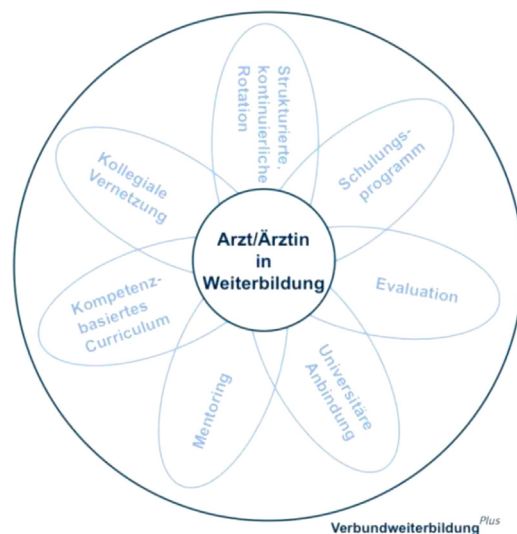 Strukturierte,
kontinuierliche
Rotation
Schulungs-
programm
Evaluation
Universitäre
Anbindung
Mentoring
Kompetenz-
basiertes
Curriculum
Kollegiale
Vernetzung
Arzt/Ärztin
in
Weiterbildung
Verbundweiterbildung Plus